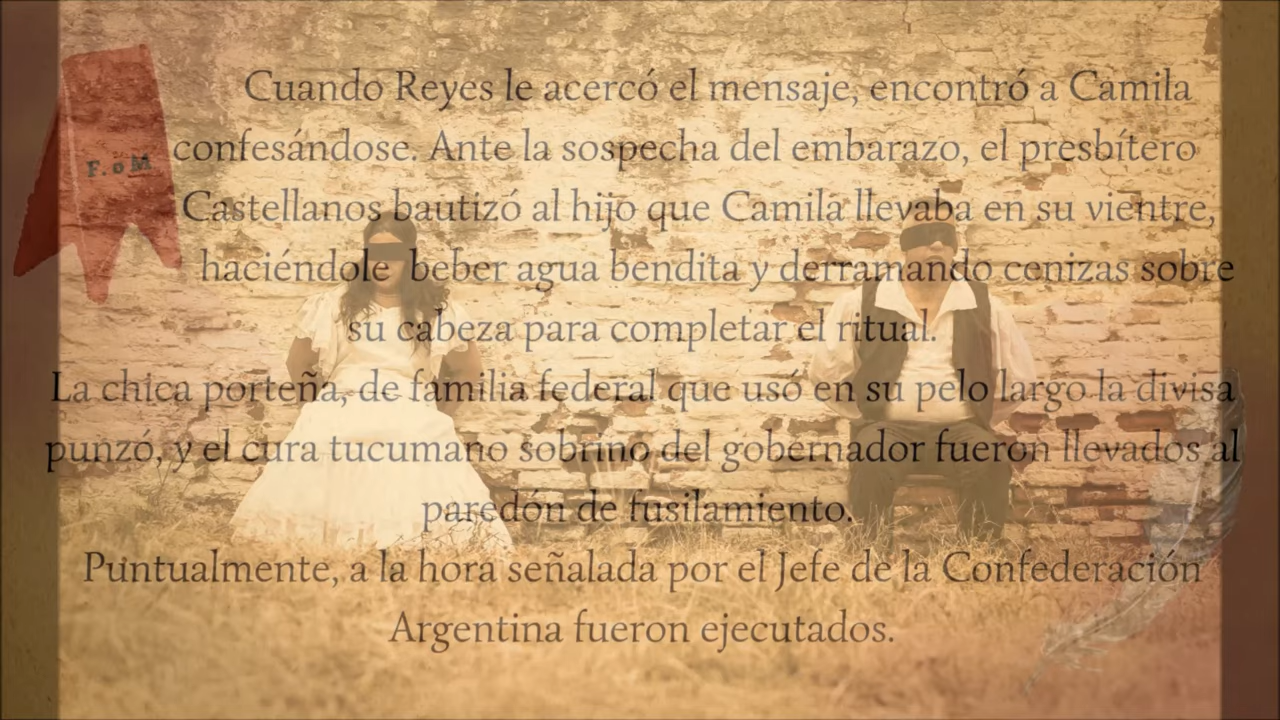 Cuando Reyes le acercó el mensaje, encontró a Camila
confesándose. Ante la sospecha del embarazo, el presbítero
Castellanos bautizó al hijo que Camila llevaba en su vientre,
haciéndole beber agua bendita y derramando cenizas sobre
su cabeza para completar el ritual.
La chica porteña, de familia federal que usó en su pelo largo la divisa
punzó, y el cura tucumano sobrino del gobernador fueron llevados al
paredón de fusilamiento.
Puntualmente, a la hora señalada por el Jefe de la Confederación
Argentina fueron ejecutados.
F. o M